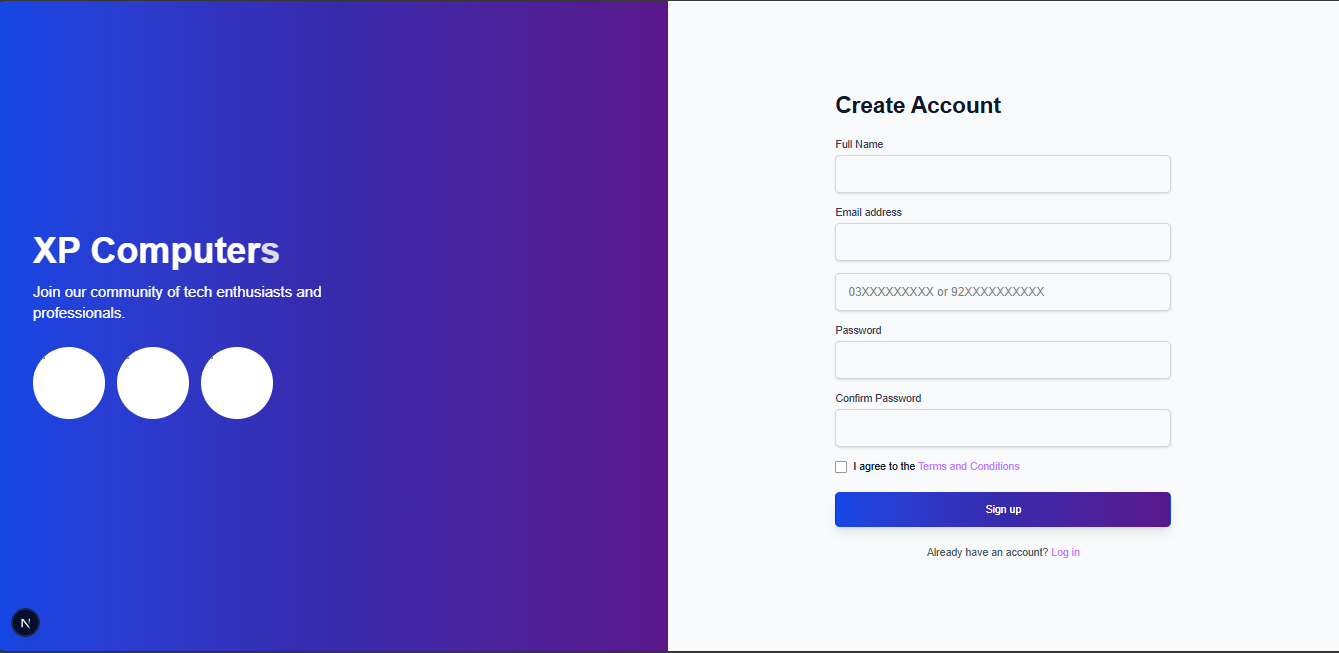 XP Computers
Join our community of tech enthusiasts and
professionals.
N
Create Account
Full Name
Email address
03XXXXXXXXX or 92XXXXXXXXXX
Password
Confirm Password
I agree to the Terms and Conditions
Sign up
Already have an account? Log in